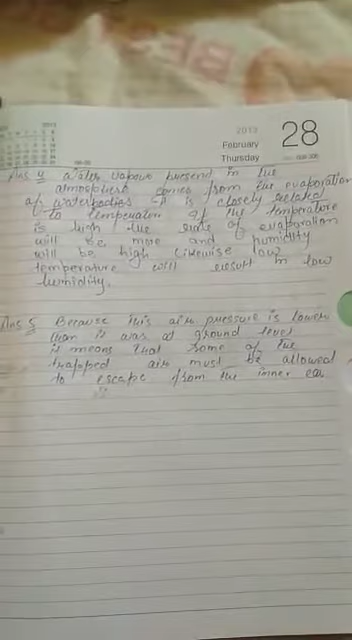 2013
February
Thursday
28
Ans 4 water vapour presend in the
atmosphere comes from the evaporation
of waterbodies it is closely related
to tempeuation if the temperature
is high the rate of evaporation
will be more and humidity
will be high likewise low
temperature will result in low
humidity.
Ans 5 Because this air pressure is lower
than it was at ground level
it means that some of the
trapped air must be allowed
to escape from the inner ear